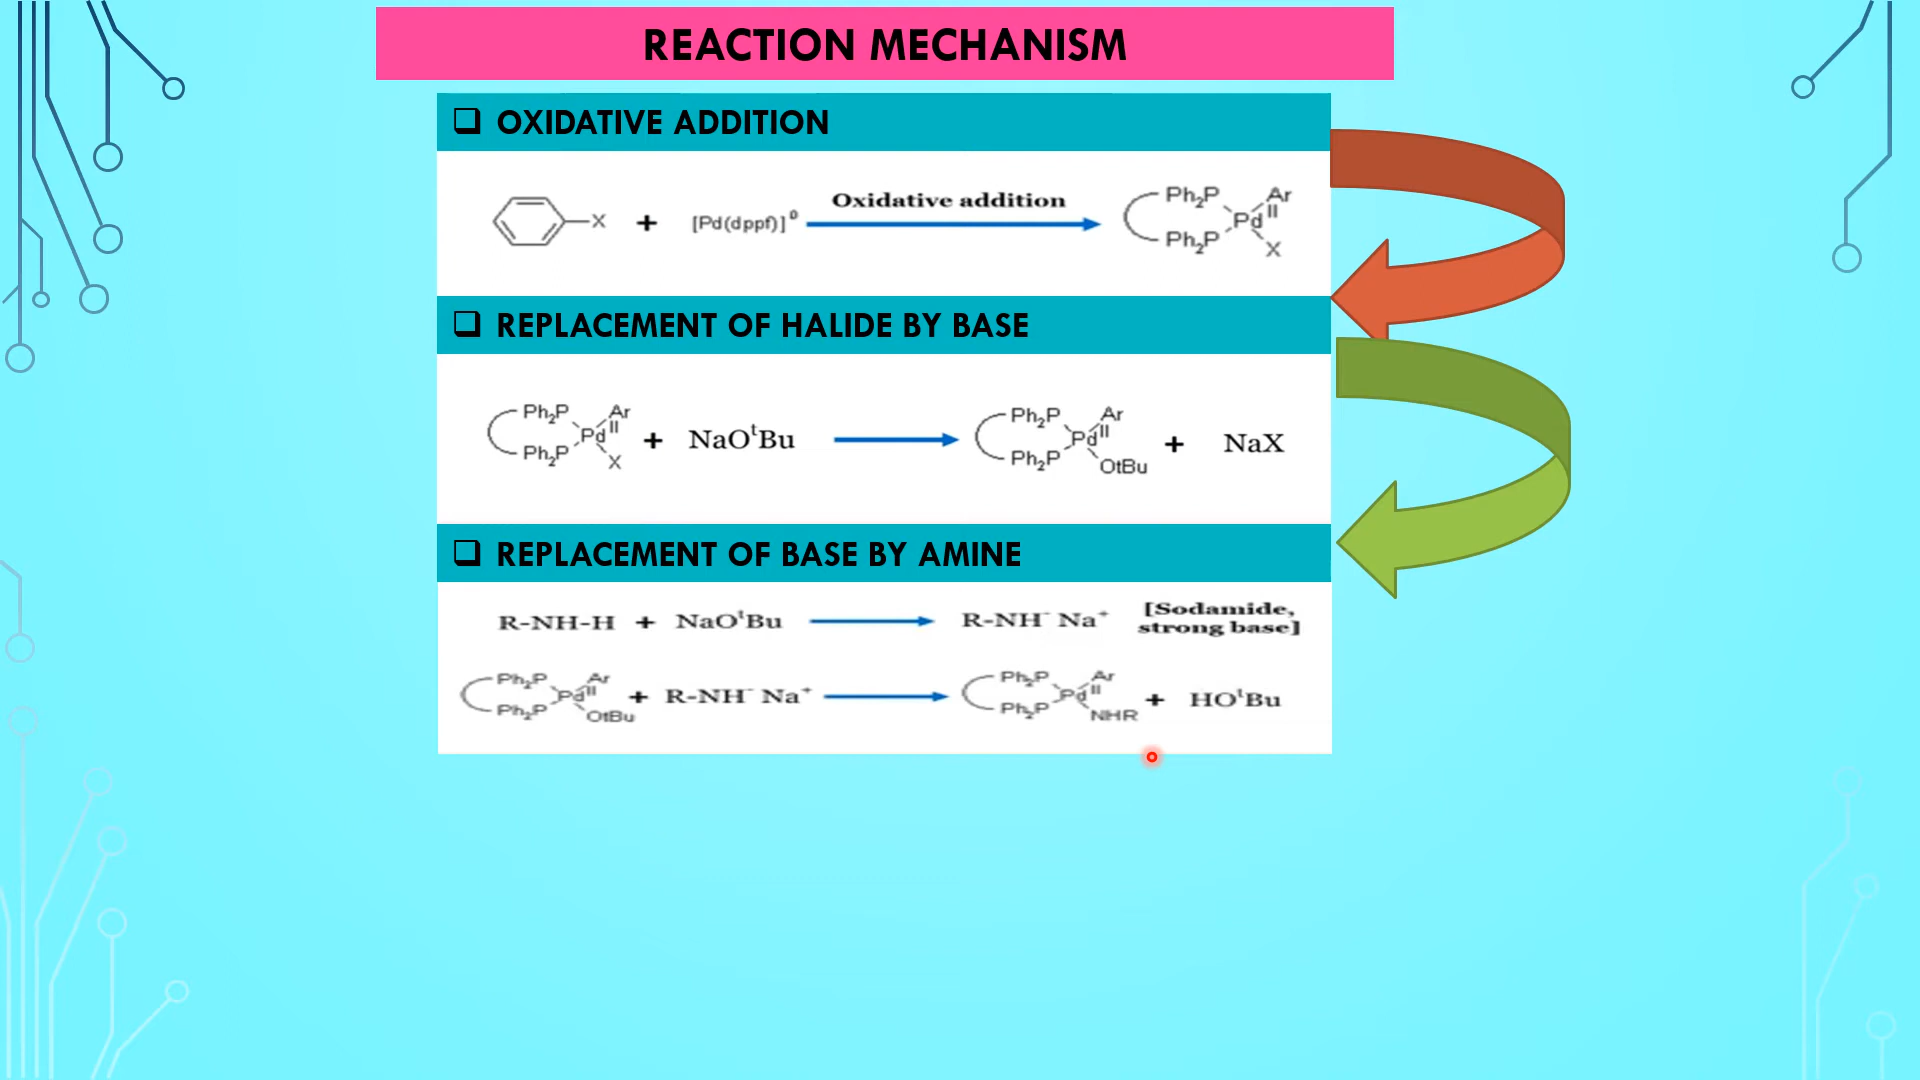 REACTION MECHANISM
❑ OXIDATIVE ADDITION
X + [Pd(dppf)]⁰ Oxidative addition Ph₂P Ph₂P Pd II Ar X
❑ REPLACEMENT OF HALIDE BY BASE
Ph₂P Ph₂P Pd II Ar X + NaOᵗBu Ph₂P Ph₂P Pd II Ar OtBu + NaX
❑ REPLACEMENT OF BASE BY AMINE
R-NH-H + NaOᵗBu R-NH⁻ Na⁺ [Sodamide,
strong base]
Ph₂P Ph₂P Pd II Ar OtBu + R-NH⁻ Na⁺ Ph₂P Ph₂P Pd II Ar NHR + HOᵗBu